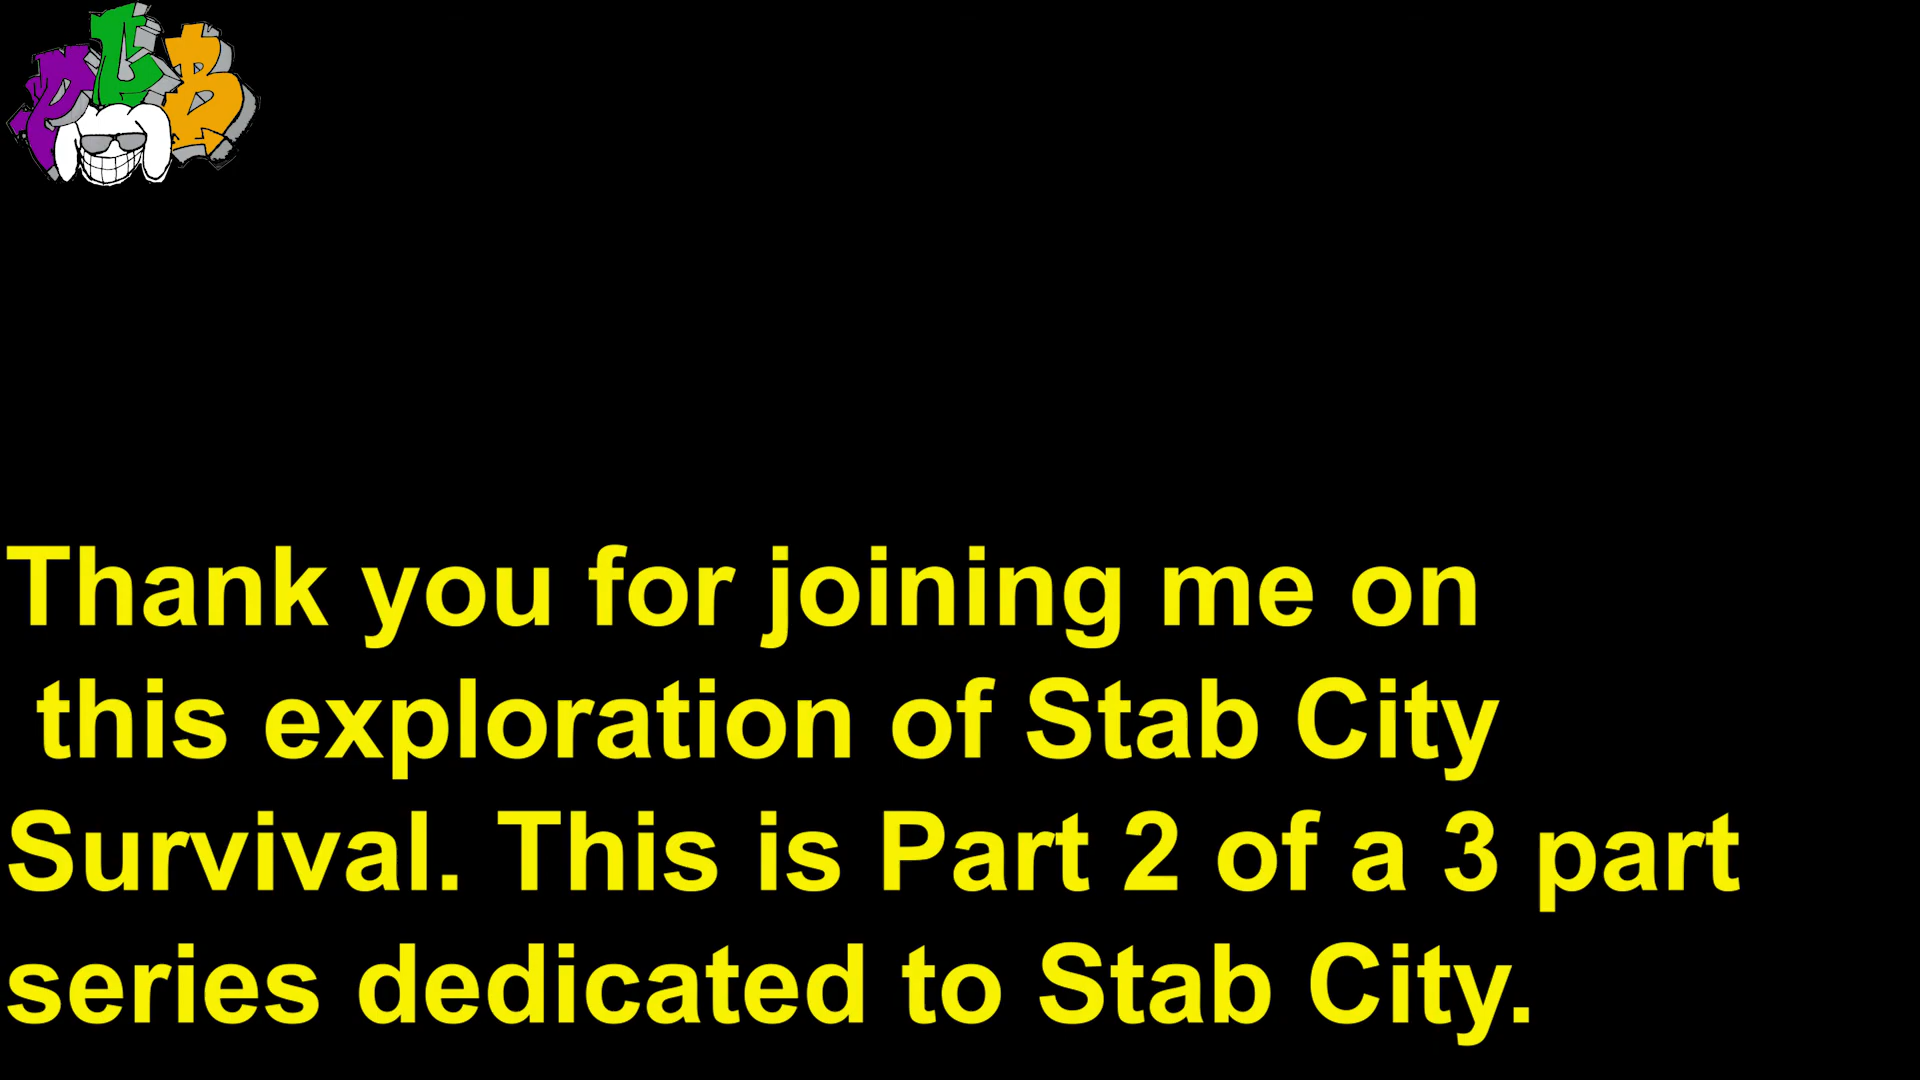 PLB
Thank you for joining me on
this exploration of Stab City
Survival. This is Part 2 of a 3 part
series dedicated to Stab City.